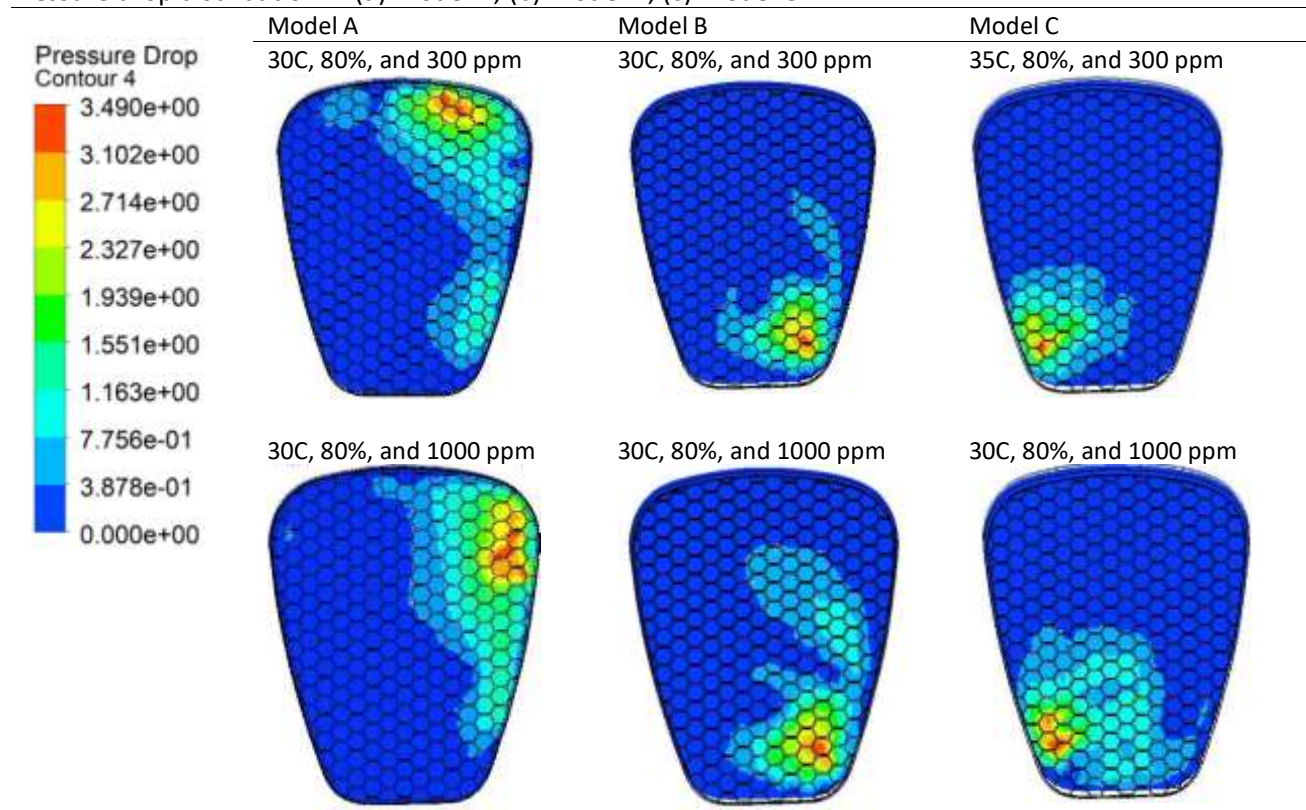 Model A Model B Model C
Pressure Drop
Contour 4
30C, 80%, and 300 ppm 30C, 80%, and 300 ppm 35C, 80%, and 300 ppm
3.490e+00
3.102e+00
2.714e+00
2.327e+00
1.939e+00
1.551e+00
1.163e+00
7.756e-01
3.878e-01
0.000e+00
30C, 80%, and 1000 ppm 30C, 80%, and 1000 ppm 30C, 80%, and 1000 ppm